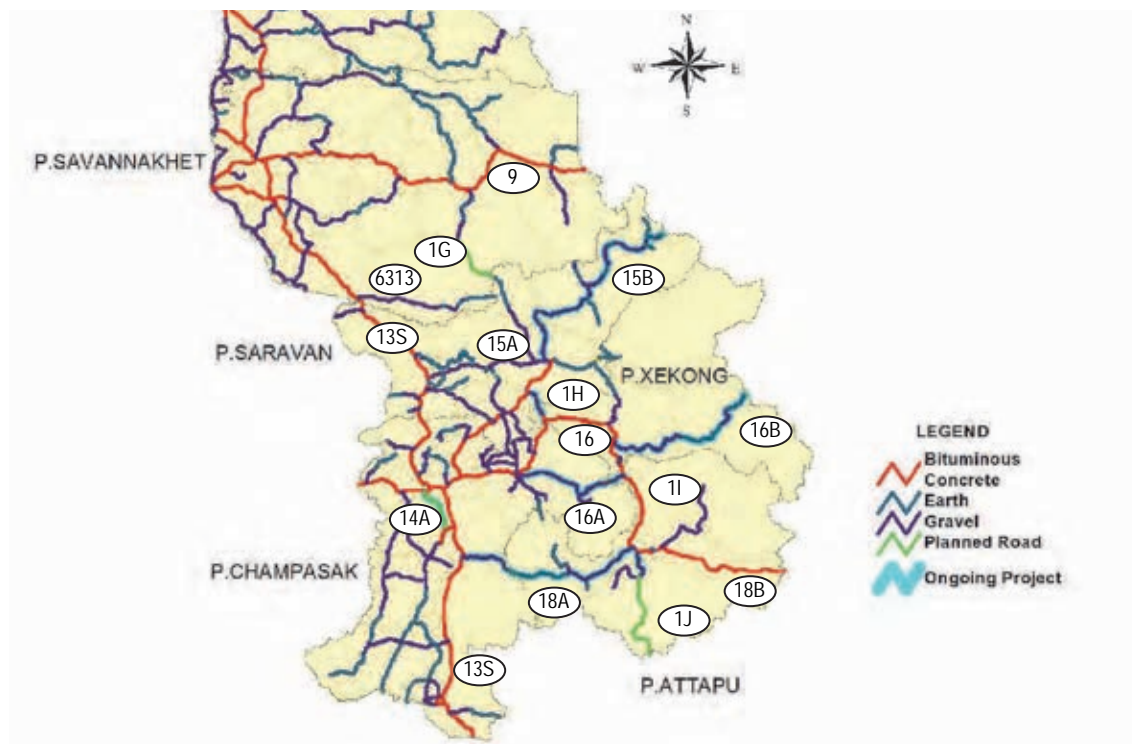 N
W E
S
P.SAVANNAKHET
9
1G
6313
15B
13S
P.SARAVAN
15A
P.XEKONG
1H
16
16B
1I
14A
16A
P.CHAMPASAK
18A
18B
1J
13S
P.ATTAPU
LEGEND
Bituminous
Concrete
Earth
Gravel
Planned Road
Ongoing Project